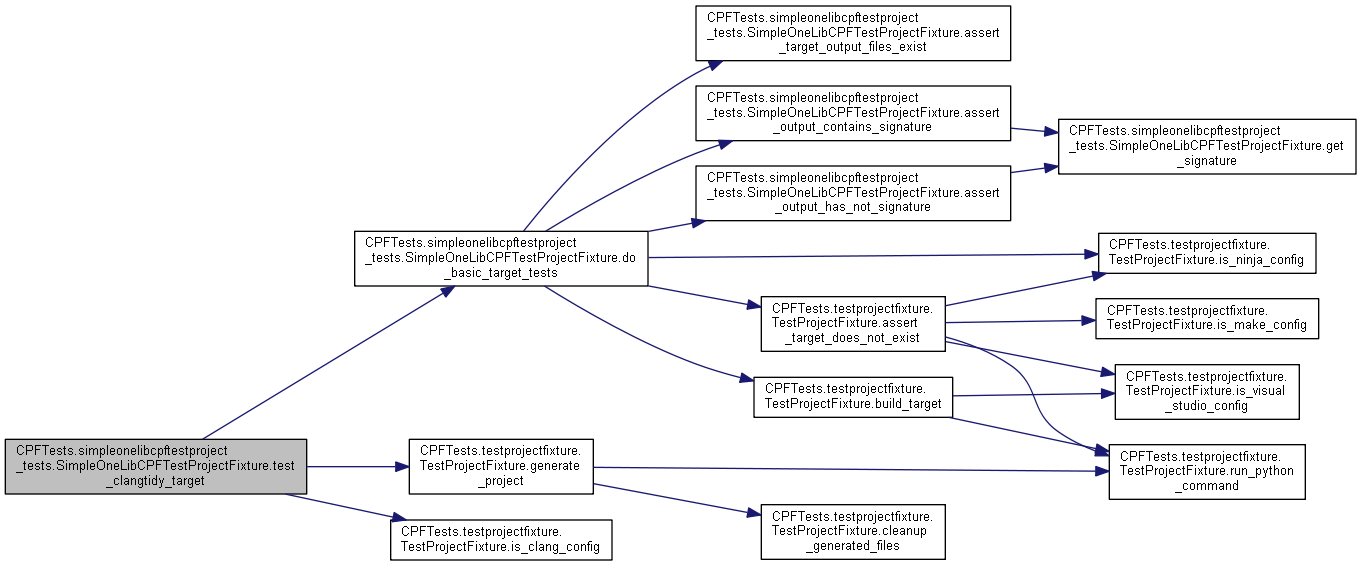 CPFTests.simpleonelibcpftestproject
_tests.SimpleOneLibCPFTestProjectFixture.assert
_target_output_files_exist
CPFTests.simpleonelibcpftestproject
_tests.SimpleOneLibCPFTestProjectFixture.assert
_output_contains_signature
CPFTests.simpleonelibcpftestproject
_tests.SimpleOneLibCPFTestProjectFixture.get
_signature
CPFTests.simpleonelibcpftestproject
_tests.SimpleOneLibCPFTestProjectFixture.assert
_output_has_not_signature
CPFTests.simpleonelibcpftestproject
_tests.SimpleOneLibCPFTestProjectFixture.do
_basic_target_tests
CPFTests.testprojectfixture.
TestProjectFixture.is_ninja_config
CPFTests.testprojectfixture.
TestProjectFixture.assert
_target_does_not_exist
CPFTests.testprojectfixture.
TestProjectFixture.is_make_config
CPFTests.testprojectfixture.
TestProjectFixture.is_visual
_studio_config
CPFTests.testprojectfixture.
TestProjectFixture.build_target
CPFTests.simpleonelibcpftestproject
_tests.SimpleOneLibCPFTestProjectFixture.test
_clangtidy_target
CPFTests.testprojectfixture.
TestProjectFixture.generate
_project
CPFTests.testprojectfixture.
TestProjectFixture.run_python
_command
CPFTests.testprojectfixture.
TestProjectFixture.is_clang_config
CPFTests.testprojectfixture.
TestProjectFixture.cleanup
_generated_files